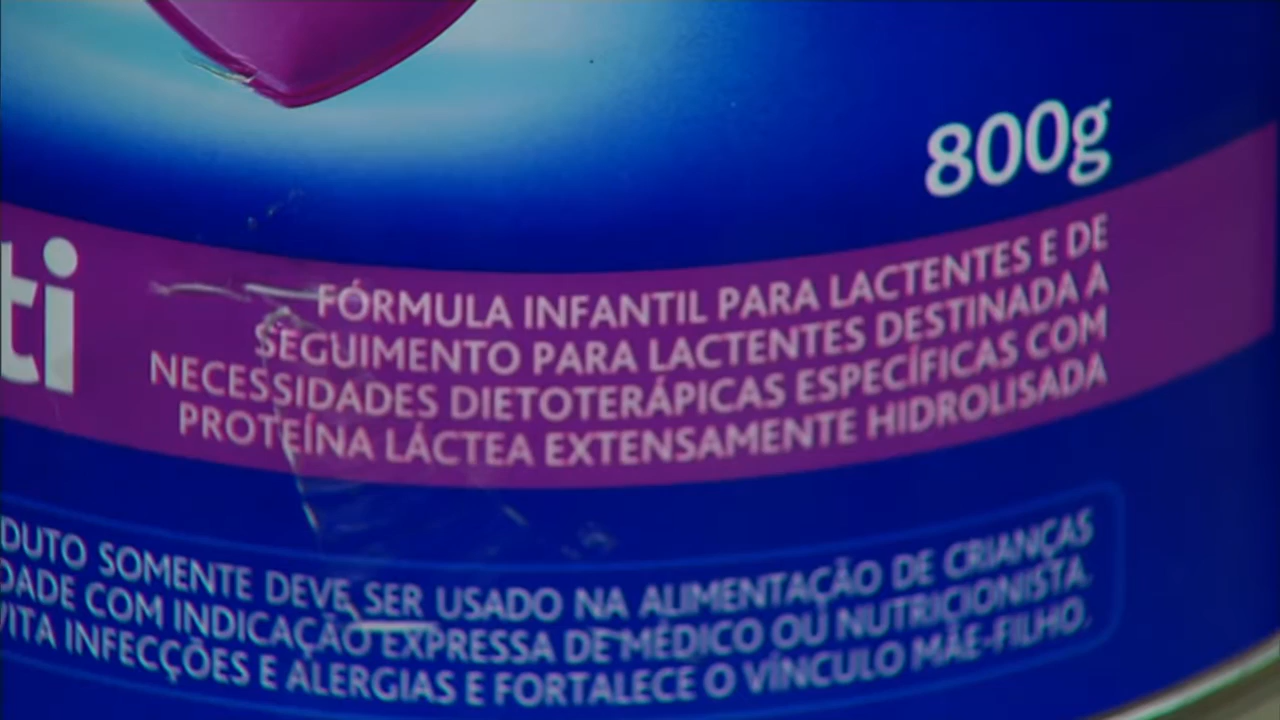 800g
ti
FÓRMULA INFANTIL PARA LACTENTES E DE
SEGUIMENTO PARA LACTENTES DESTINADA A
NECESSIDADES DIETOTERÁPICAS ESPECÍFICAS COM
PROTEÍNA LÁCTEA EXTENSAMENTE HIDROLISADA
DUTO SOMENTE DEVE SER USADO NA ALIMENTAÇÃO DE CRIANÇAS
DADE COM INDICAÇÃO EXPRESSA DE MÉDICO OU NUTRICIONISTA.
VITA INFECÇÕES E ALERGIAS E FORTALECE O VÍNCULO MÃE-FILHO.